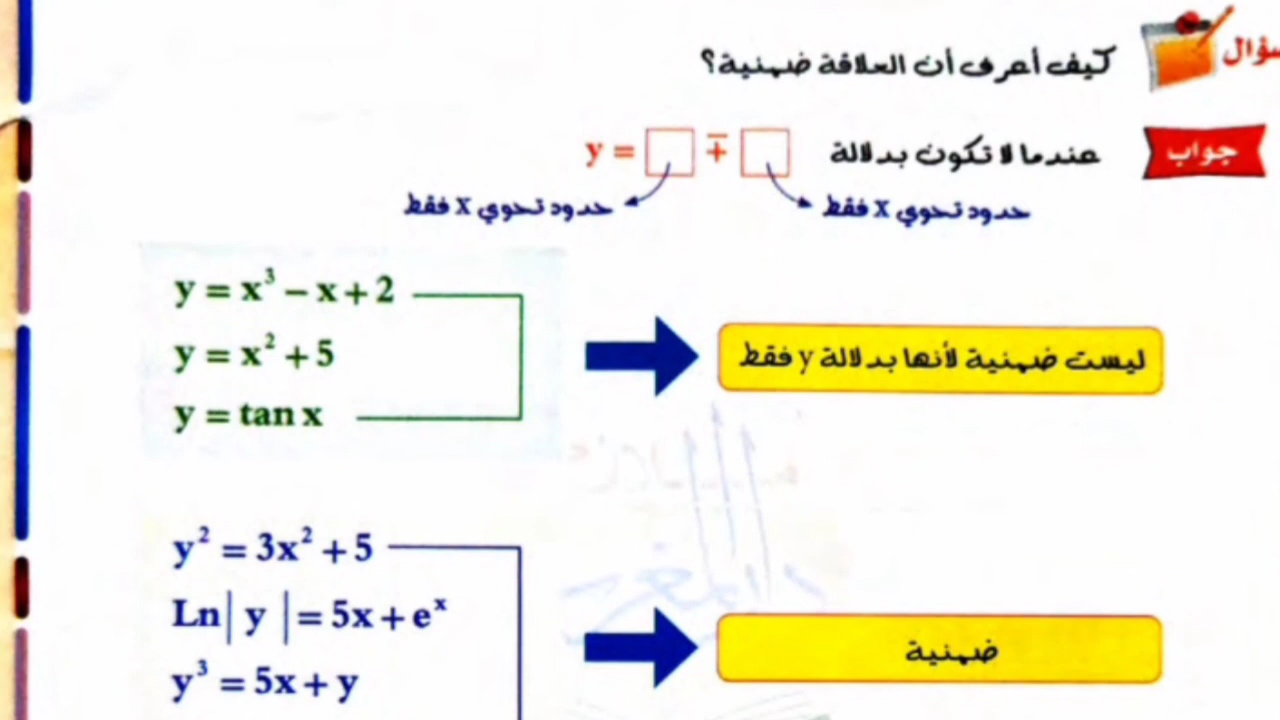 سؤال
كيف أعرف أن العلاقة ضمنية؟
جواب
عندما لا تكون بدلالة y = □ ∓ □
حدود تحوي x فقط
حدود تحوي x فقط
y = x³ − x + 2
y = x² + 5
y = tan x
ليست ضمنية لأنها بدلالة y فقط
y² = 3x² + 5
Ln| y | = 5x + eˣ
y³ = 5x + y
ضمنية